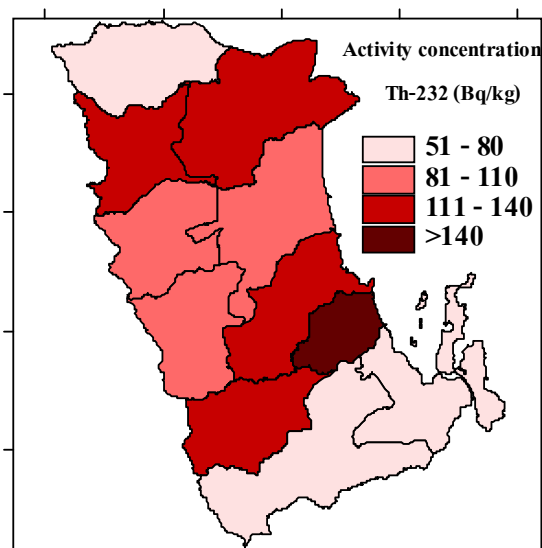 Activity concentration
Th-232 (Bq/kg)
51 - 80
81 - 110
111 - 140
>140